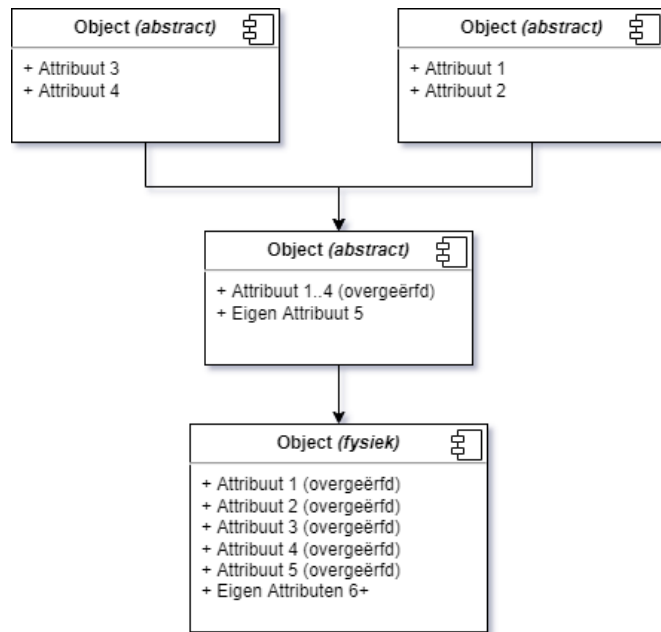 Object (abstract)
+ Attribuut 3
+ Attribuut 4
Object (abstract)
+ Attribuut 1
+ Attribuut 2
Object (abstract)
+ Attribuut 1..4 (overgeërfd)
+ Eigen Attribuut 5
Object (fysiek)
+ Attribuut 1 (overgeërfd)
+ Attribuut 2 (overgeërfd)
+ Attribuut 3 (overgeërfd)
+ Attribuut 4 (overgeërfd)
+ Attribuut 5 (overgeërfd)
+ Eigen Attributen 6+